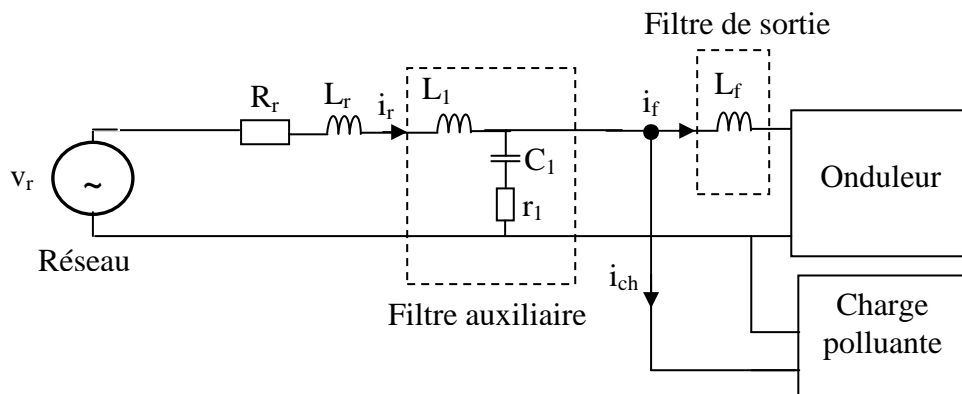 Filtre de sortie
Rr
Lr
ir
L1
if
Lf
C1
r1
vr
~
Onduleur
Réseau
ich
Filtre auxiliaire
Charge
polluante